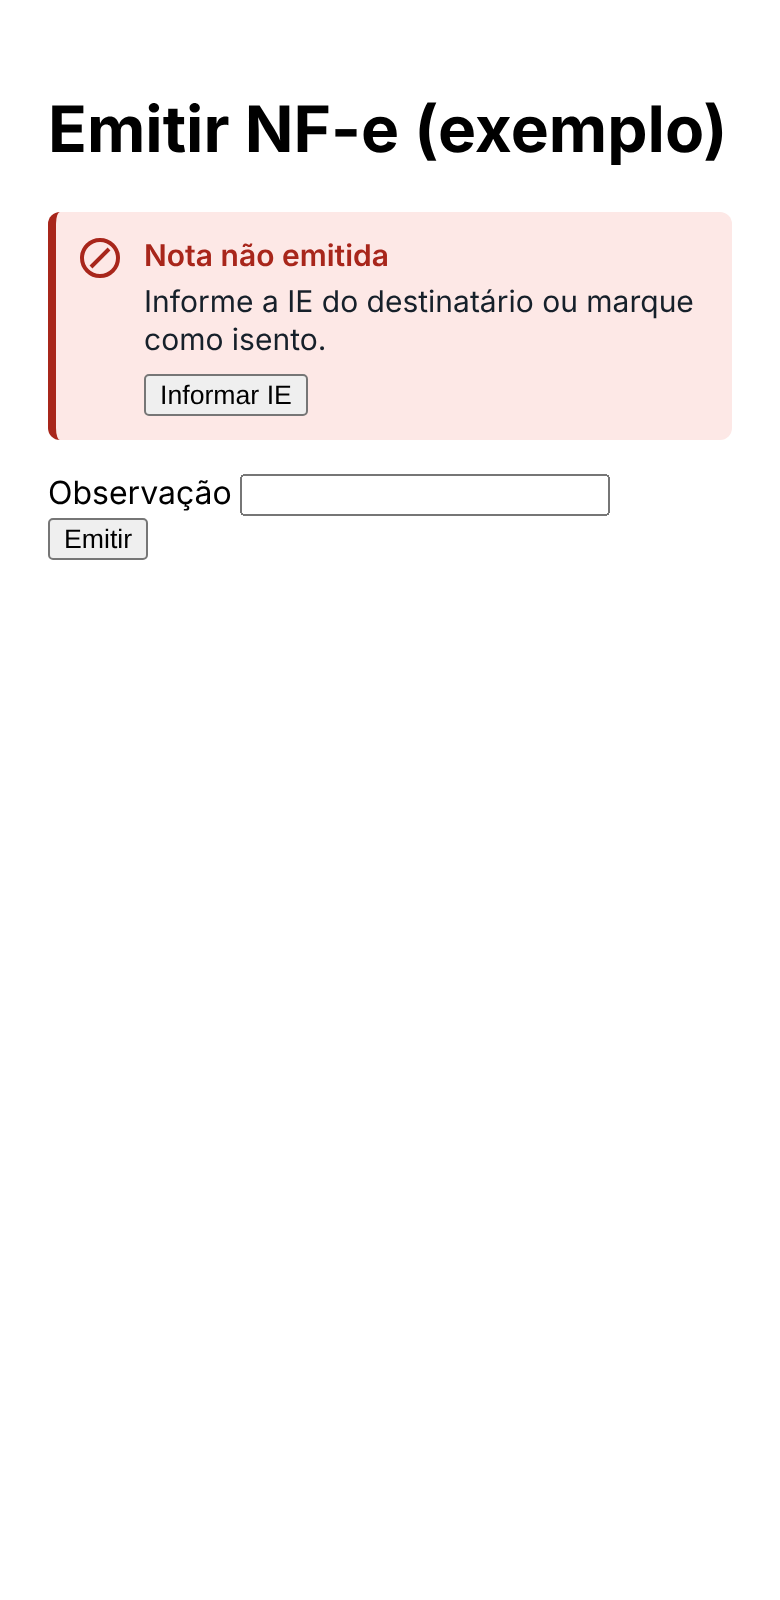 Emitir NF-e (exemplo)
Nota não emitida
Informe a IE do destinatário ou marque
como isento.
Informar IE
Observação
Emitir